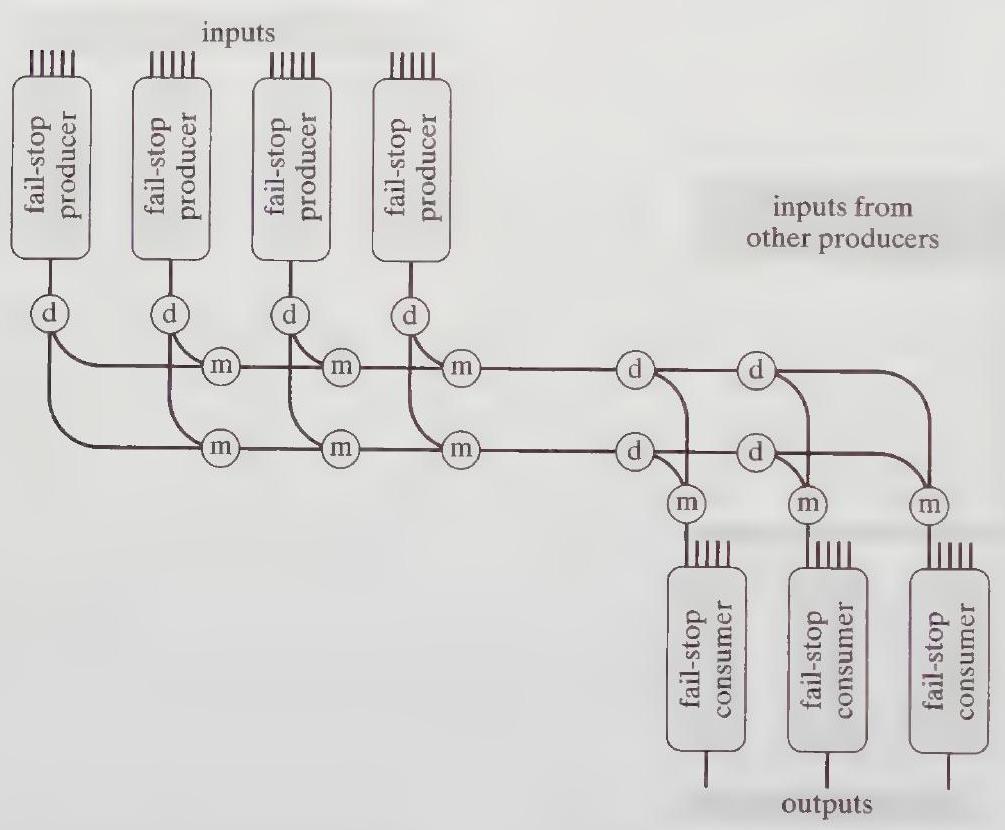 inputs
fail-stop
producer
fail-stop
producer
fail-stop
producer
fail-stop
producer
inputs from
other producers
d
d
d
d
m
m
m
d
d
m
m
m
d
d
m
m
m
fail-stop
consumer
fail-stop
consumer
fail-stop
consumer
outputs